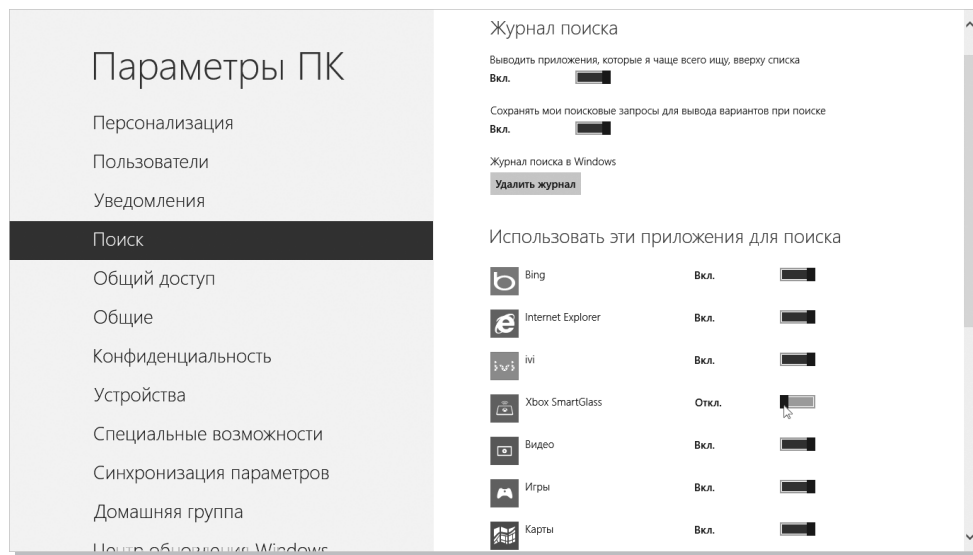 Параметры ПК
Персонализация
Пользователи
Уведомления
Поиск
Общий доступ
Общие
Конфиденциальность
Устройства
Специальные возможности
Синхронизация параметров
Домашняя группа
Центр обновления Windows
Журнал поиска
Выводить приложения, которые я чаще всего ищу, вверху списка
Вкл.
Сохранять мои поисковые запросы для вывода вариантов при поиске
Вкл.
Журнал поиска в Windows
Удалить журнал
Использовать эти приложения для поиска
Bing Вкл.
Internet Explorer Вкл.
ivi Вкл.
Xbox SmartGlass Откл.
Видео Вкл.
Игры Вкл.
Карты Вкл.